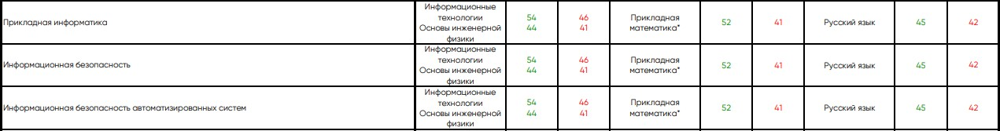 Прикладная информатика
Информационные
технологии
Основы инженерной
физики
54
44
46
41
Прикладная
математика*
52
41
Русский язык
45
42
Информационная безопасность
Информационные
технологии
Основы инженерной
физики
54
44
46
41
Прикладная
математика*
52
41
Русский язык
45
42
Информационная безопасность автоматизированных систем
Информационные
технологии
Основы инженерной
физики
54
44
46
41
Прикладная
математика*
52
41
Русский язык
45
42